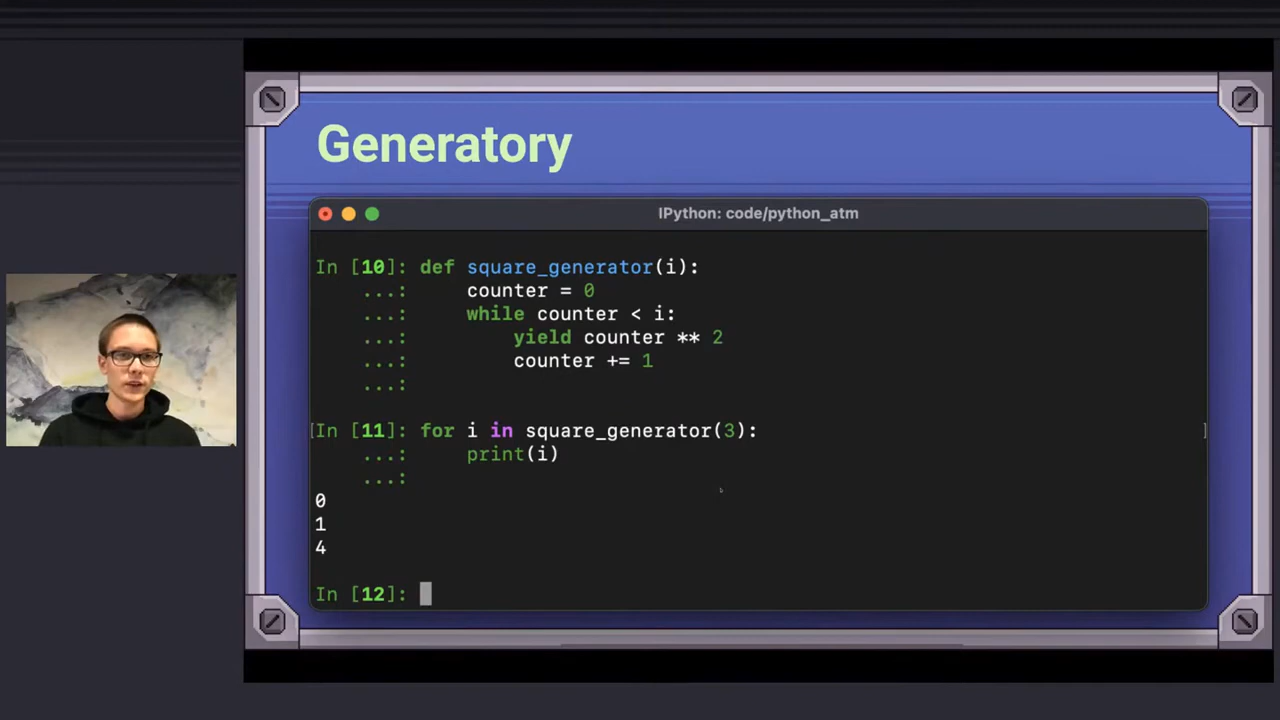 Generatory
IPython: code/python_atm
In [10]: def square_generator(i):
...: counter = 0
...: while counter < i:
...: yield counter ** 2
...: counter += 1
...:
[In [11]: for i in square_generator(3): ]
...: print(i)
...:
0
1
4
In [12]: